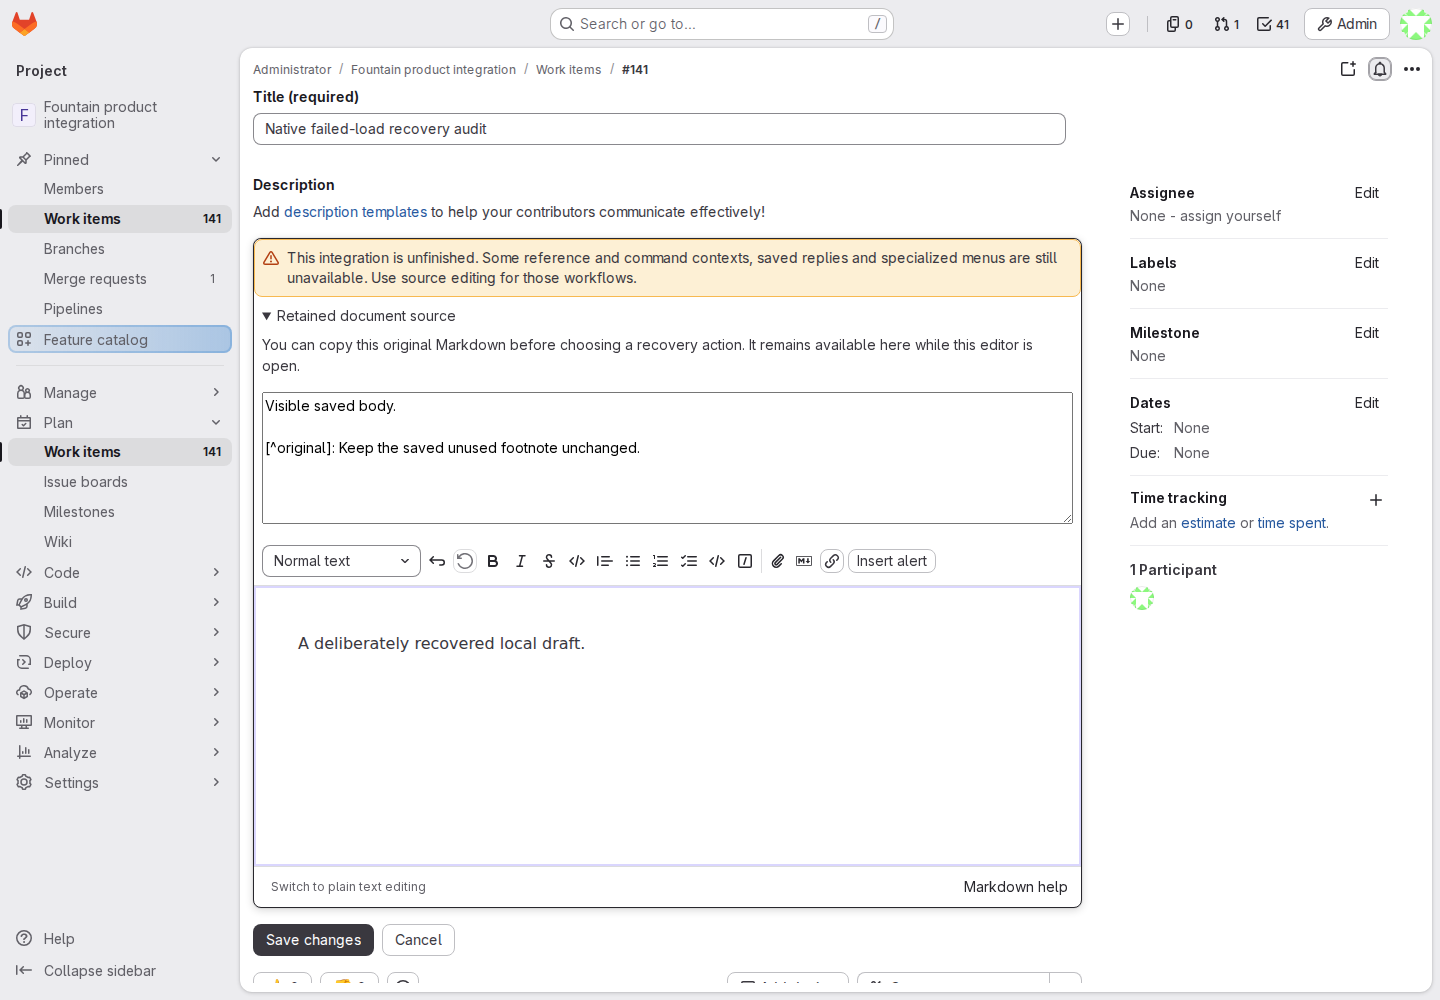 Search or go to...
/
0
1
41
Admin
Project
F
Fountain product integration
Pinned
Members
Work items
141
Branches
Merge requests
1
Pipelines
Feature catalog
Manage
Plan
Work items
141
Issue boards
Milestones
Wiki
Code
Build
Secure
Deploy
Operate
Monitor
Analyze
Settings
Help
Collapse sidebar
Administrator / Fountain product integration / Work items / #141
Title (required)
Native failed-load recovery audit
Description
Add description templates to help your contributors communicate effectively!
This integration is unfinished. Some reference and command contexts, saved replies and specialized menus are still
unavailable. Use source editing for those workflows.
Retained document source
You can copy this original Markdown before choosing a recovery action. It remains available here while this editor is
open.
Visible saved body.
[^original]: Keep the saved unused footnote unchanged.
Normal text
Insert alert
A deliberately recovered local draft.
Switch to plain text editing
Markdown help
Save changes
Cancel
Assignee
Edit
None - assign yourself
Labels
Edit
None
Milestone
Edit
None
Dates
Edit
Start: None
Due: None
Time tracking
Add an estimate or time spent.
1 Participant